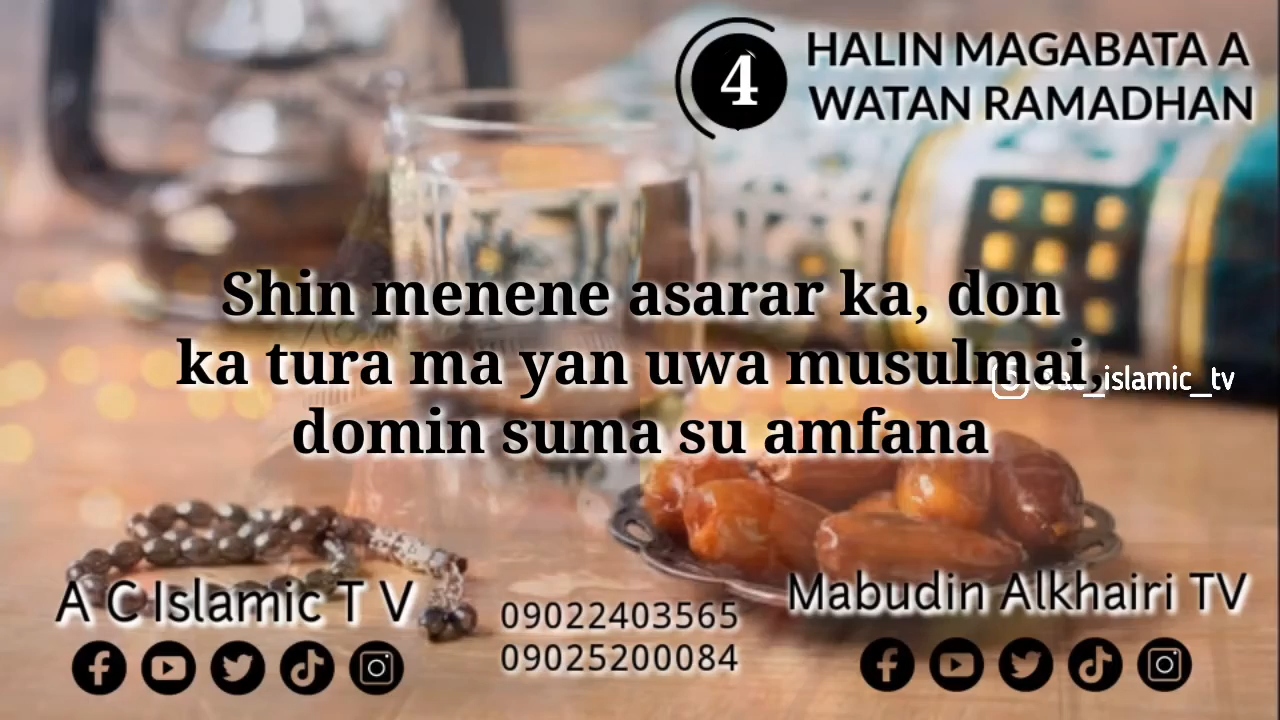 4
HALIN MAGABATA A
WATAN RAMADHAN
Shin menene asarar ka, don
ka tura ma yan uwa musulmai,
_islamic_tv
domin suma su amfana
A C Islamic T V
09022403565
09025200084
Mabudin Alkhairi TV